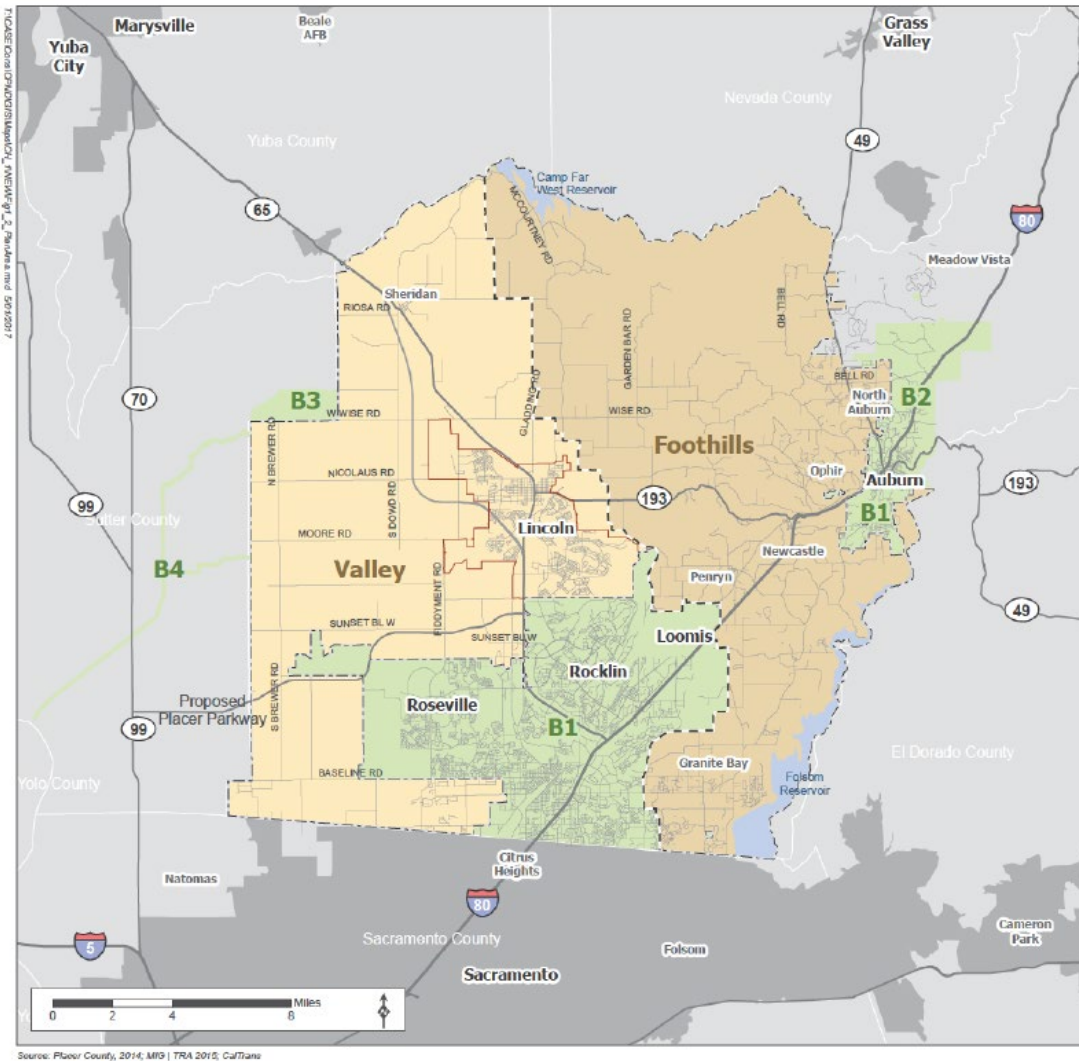 Marysville
Beale
AFB
Grass
Valley
Yuba
City
Nevada County
Yuba County
49
Camp Far
West Reservoir
65
80
MCCOURTNEY RD
Meadow Vista
Sheridan
RIOSA RD
BELL RD
GARDEN BAR RD
BELL RD
70
B3
W WISE RD
GLADDING RD
WISE RD
North
Auburn
B2
N BREWER RD
Foothills
NICOLAUS RD
Ophir
Auburn
193
99
S DOWD RD
193
Sutter County
Lincoln
B1
MOORE RD
Newcastle
B4
Valley
FIDDYMENT RD
Penryn
49
SUNSET BL W
SUNSET BL W
Loomis
Rocklin
S BREWER RD
Proposed
Placer Parkway
Roseville
B1
99
El Dorado County
Granite Bay
BASELINE RD
Folsom
Reservoir
Yolo County
Citrus
Heights
Natomas
80
Cameron
Park
5
Sacramento County
Folsom
Sacramento
Miles
0 2 4 8
N
Source: Placer County, 2014; MIG | TRA 2015; CalTrans